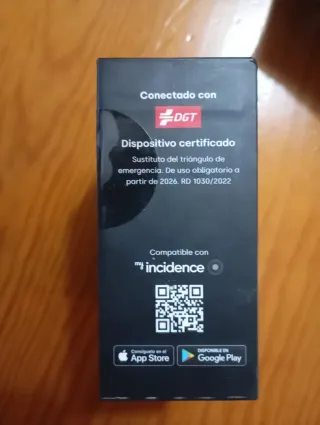 Conectado con
DGT
Dispositivo certificado
Sustituto del triángulo de
emergencia. De uso obligatorio a
partir de 2026. RD 1030/2022
Compatible con
my incidence
Consíguelo en el
App Store
DISPONIBLE EN
Google Play